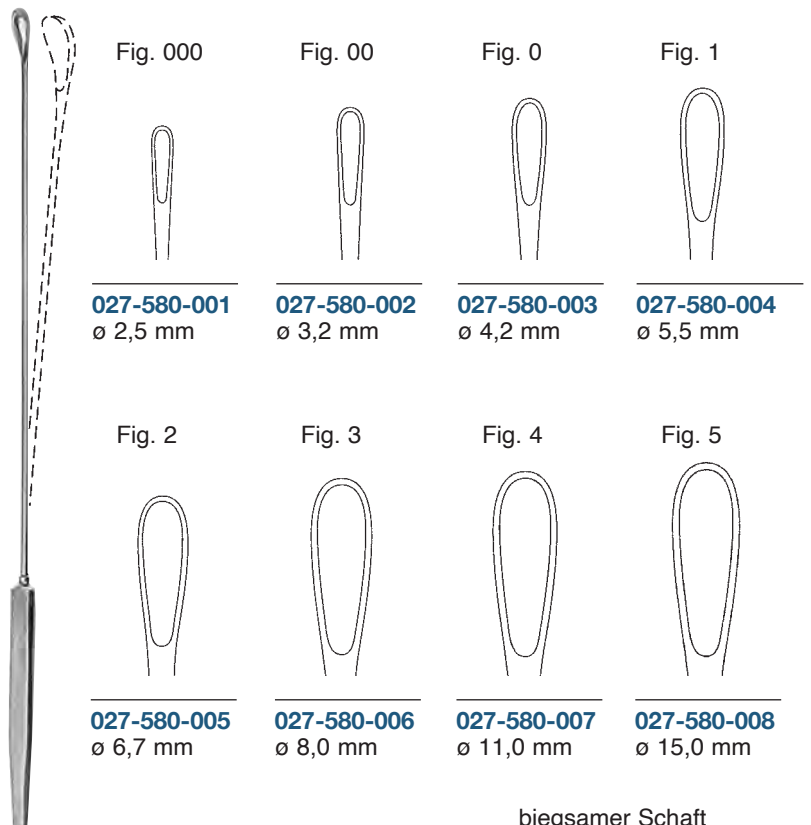 Fig. 000 Fig. 00 Fig. 0 Fig. 1
027-580-001 027-580-002 027-580-003 027-580-004
ø 2,5 mm ø 3,2 mm ø 4,2 mm ø 5,5 mm
Fig. 2 Fig. 3 Fig. 4 Fig. 5
027-580-005 027-580-006 027-580-007 027-580-008
ø 6,7 mm ø 8,0 mm ø 11,0 mm ø 15,0 mm
biegsamer Schaft